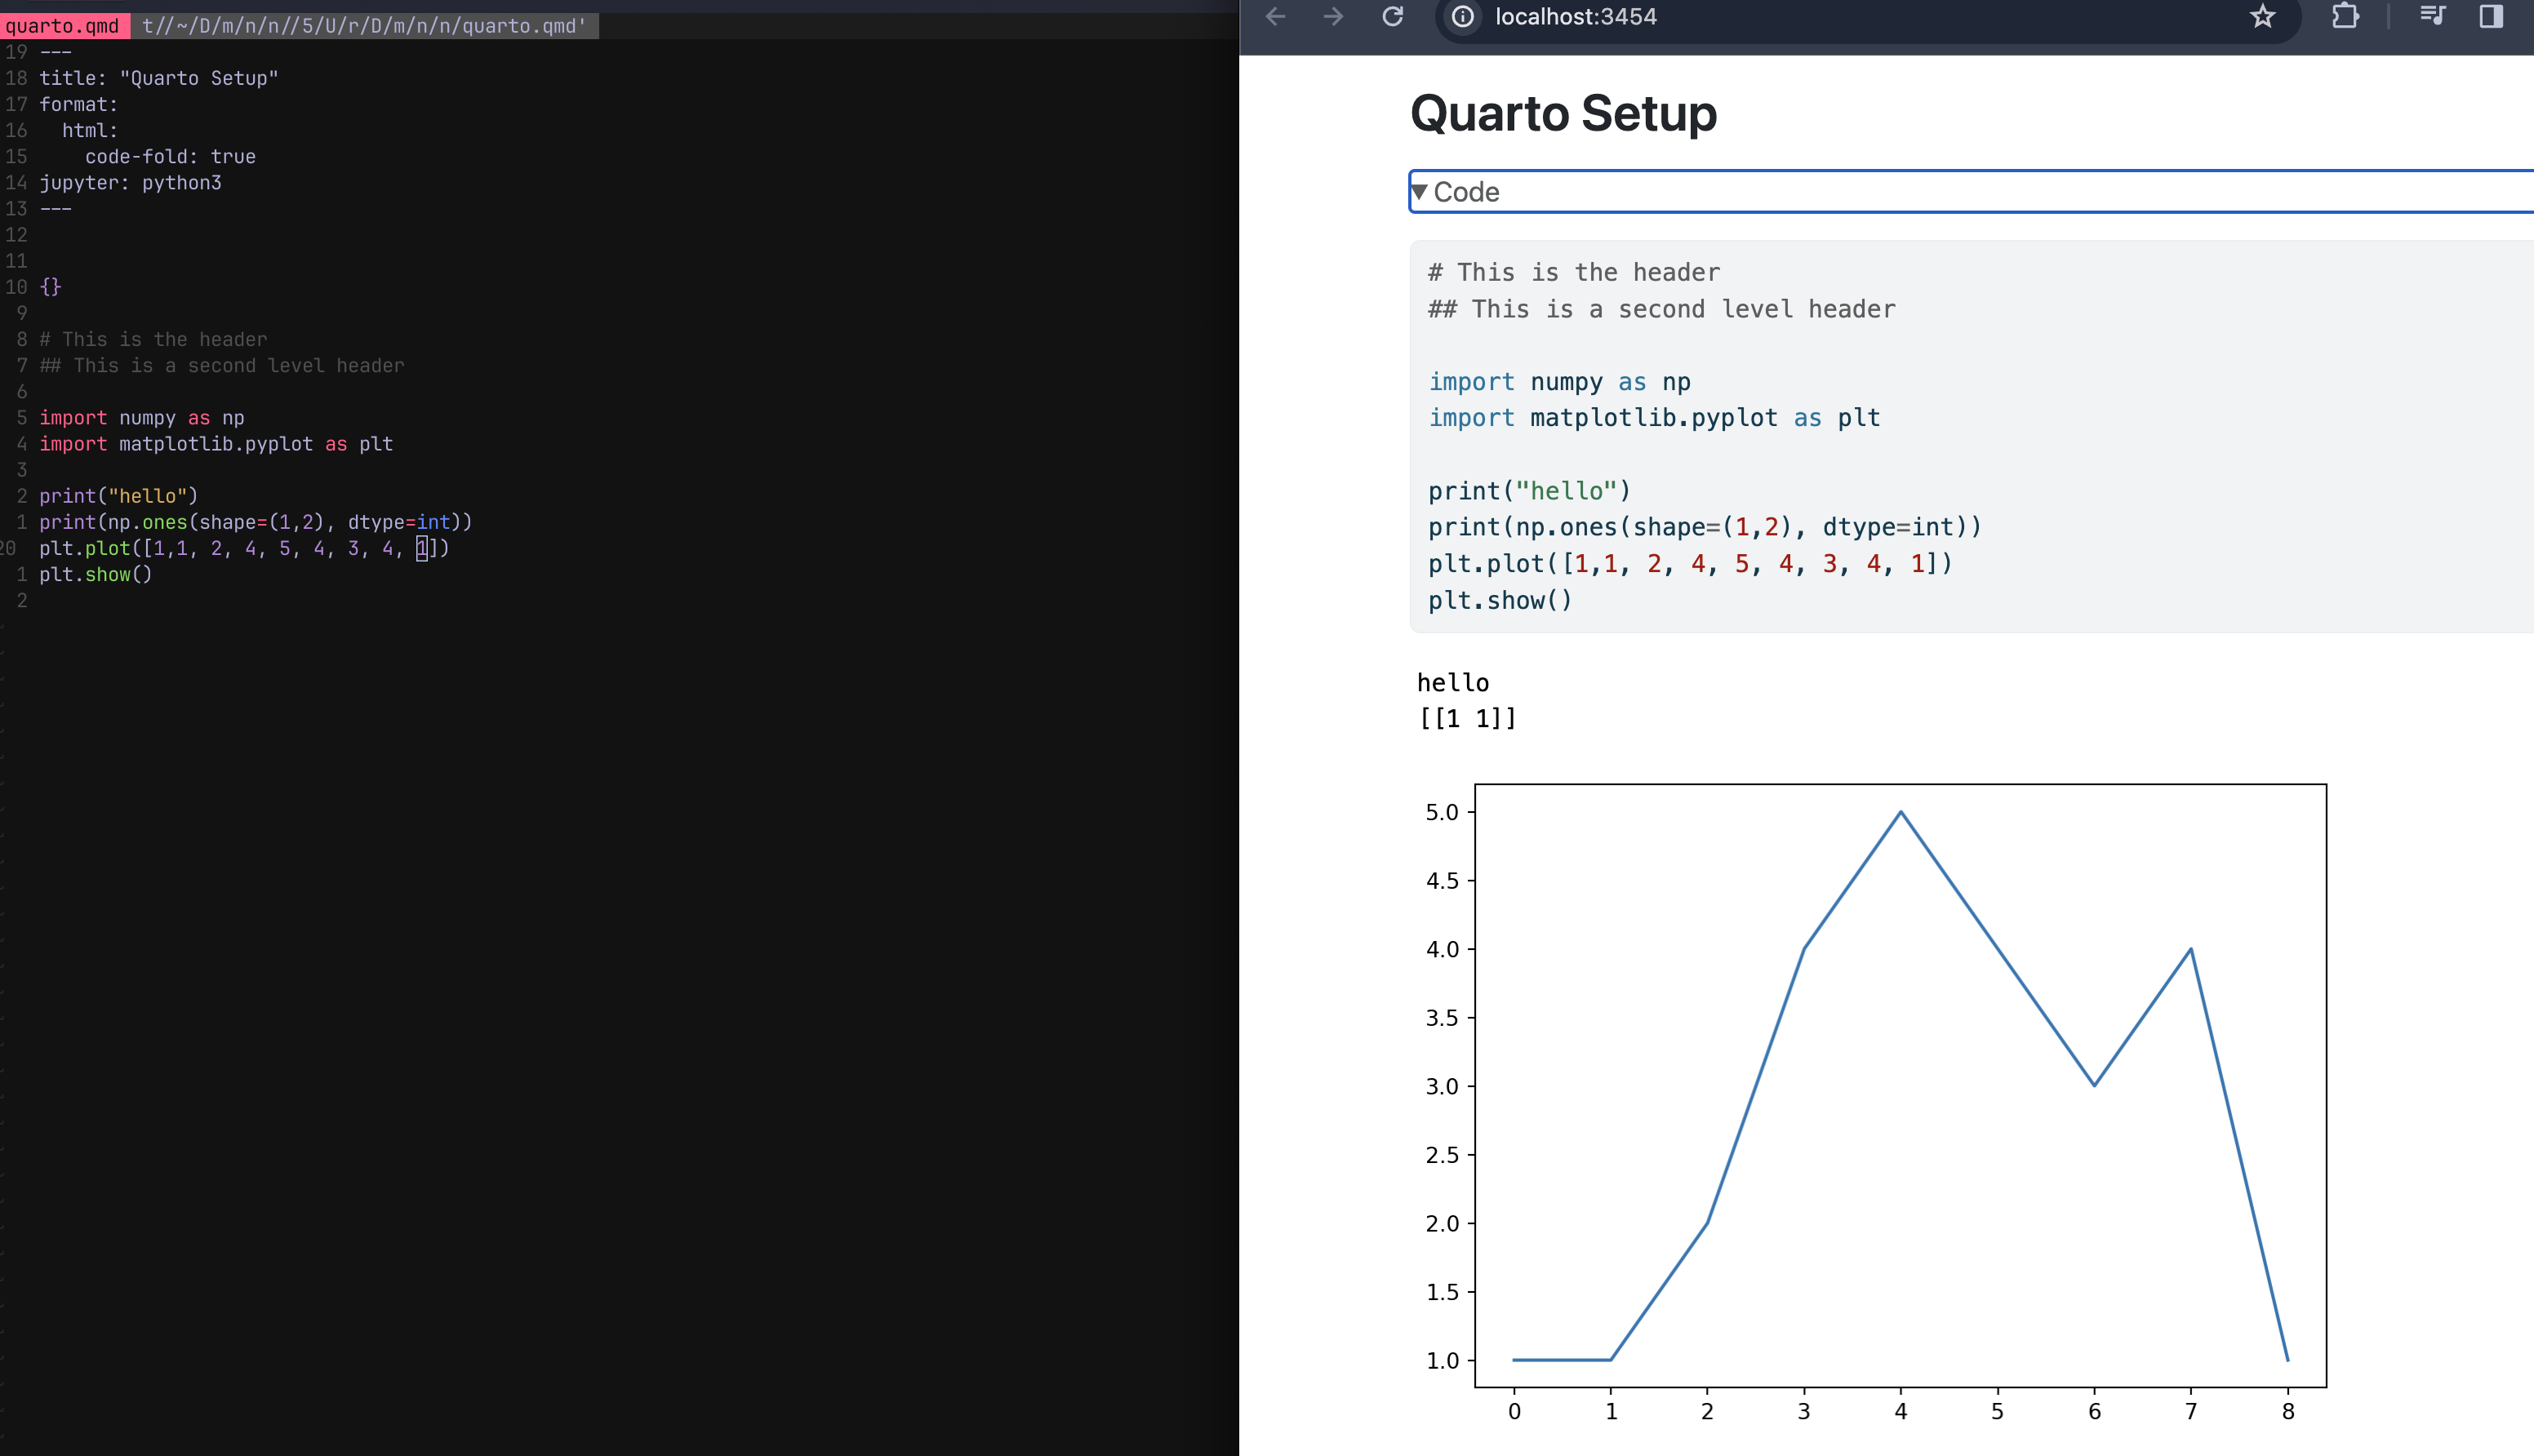 quarto.qmd t//~/D/m/n/n//5/U/r/D/m/n/n/quarto.qmd'
19 ---
18 title: "Quarto Setup"
17 format:
16   html:
15     code-fold: true
14 jupyter: python3
13 ---
12
11
10 {}
9
8 # This is the header
7 ## This is a second level header
6
5 import numpy as np
4 import matplotlib.pyplot as plt
3
2 print("hello")
1 print(np.ones(shape=(1,2), dtype=int))
20 plt.plot([1,1, 2, 4, 5, 4, 3, 4, 1])
1 plt.show()
2
localhost:3454
Quarto Setup
▼ Code
# This is the header
## This is a second level header
import numpy as np
import matplotlib.pyplot as plt
print("hello")
print(np.ones(shape=(1,2), dtype=int))
plt.plot([1,1, 2, 4, 5, 4, 3, 4, 1])
plt.show()
hello
[[1 1]]
5.0
4.5
4.0
3.5
3.0
2.5
2.0
1.5
1.0
0 1 2 3 4 5 6 7 8